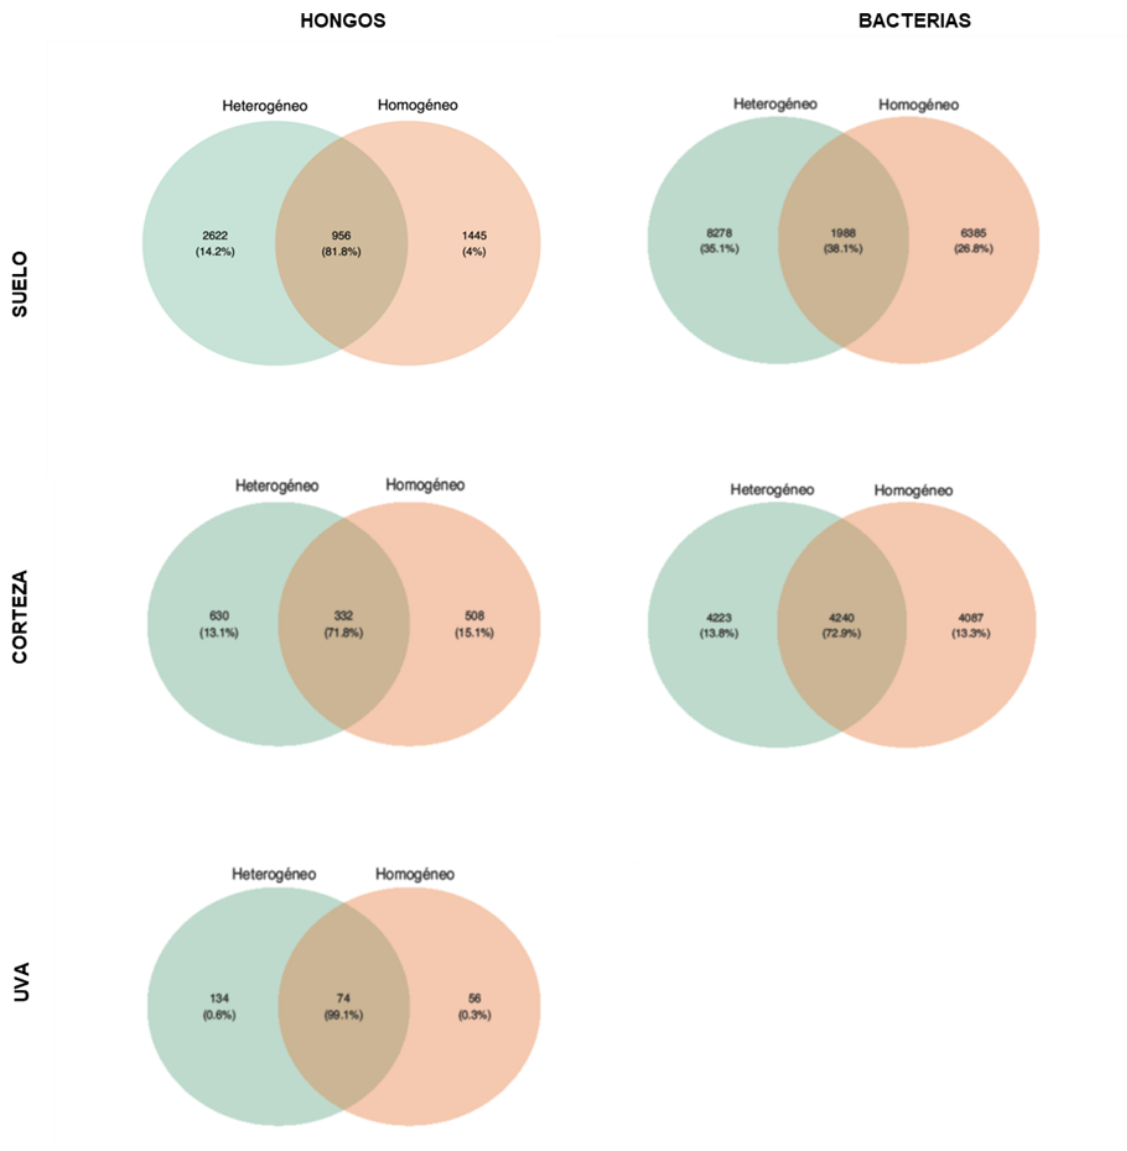 HONGOS
BACTERIAS
SUELO
Heterogéneo
Homogéneo
2622
(14.2%)
956
(81.8%)
1445
(4%)
Heterogéneo
Homogéneo
8278
(35.1%)
1988
(38.1%)
6385
(26.8%)
CORTEZA
Heterogéneo
Homogéneo
630
(13.1%)
332
(71.8%)
508
(15.1%)
Heterogéneo
Homogéneo
4223
(13.8%)
4240
(72.9%)
4087
(13.3%)
UVA
Heterogéneo
Homogéneo
134
(0.6%)
74
(99.1%)
56
(0.3%)